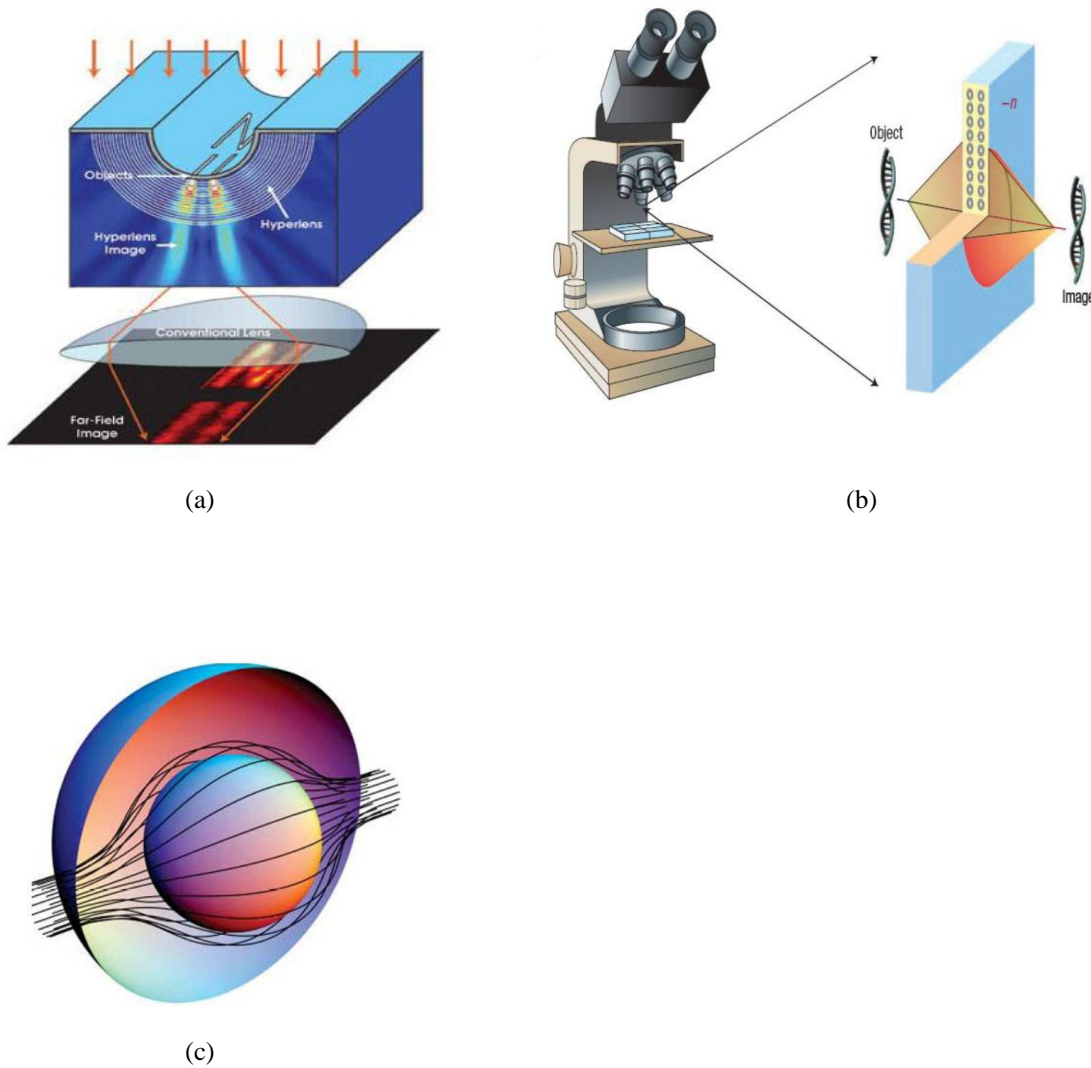 Objects
Hyperlens
Hyperlens
Image
Conventional Lens
Far-Field
Image
(a)
–n
Object
Image
(b)
(c)